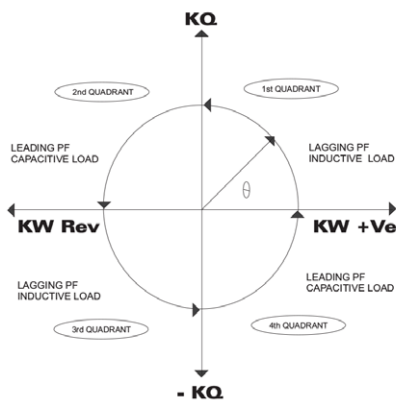 KQ
2nd QUADRANT
1st QUADRANT
LEADING PF
CAPACITIVE LOAD
LAGGING PF
INDUCTIVE LOAD
θ
KW Rev
KW +Ve
LAGGING PF
INDUCTIVE LOAD
LEADING PF
CAPACITIVE LOAD
3rd QUADRANT
4th QUADRANT
- KQ